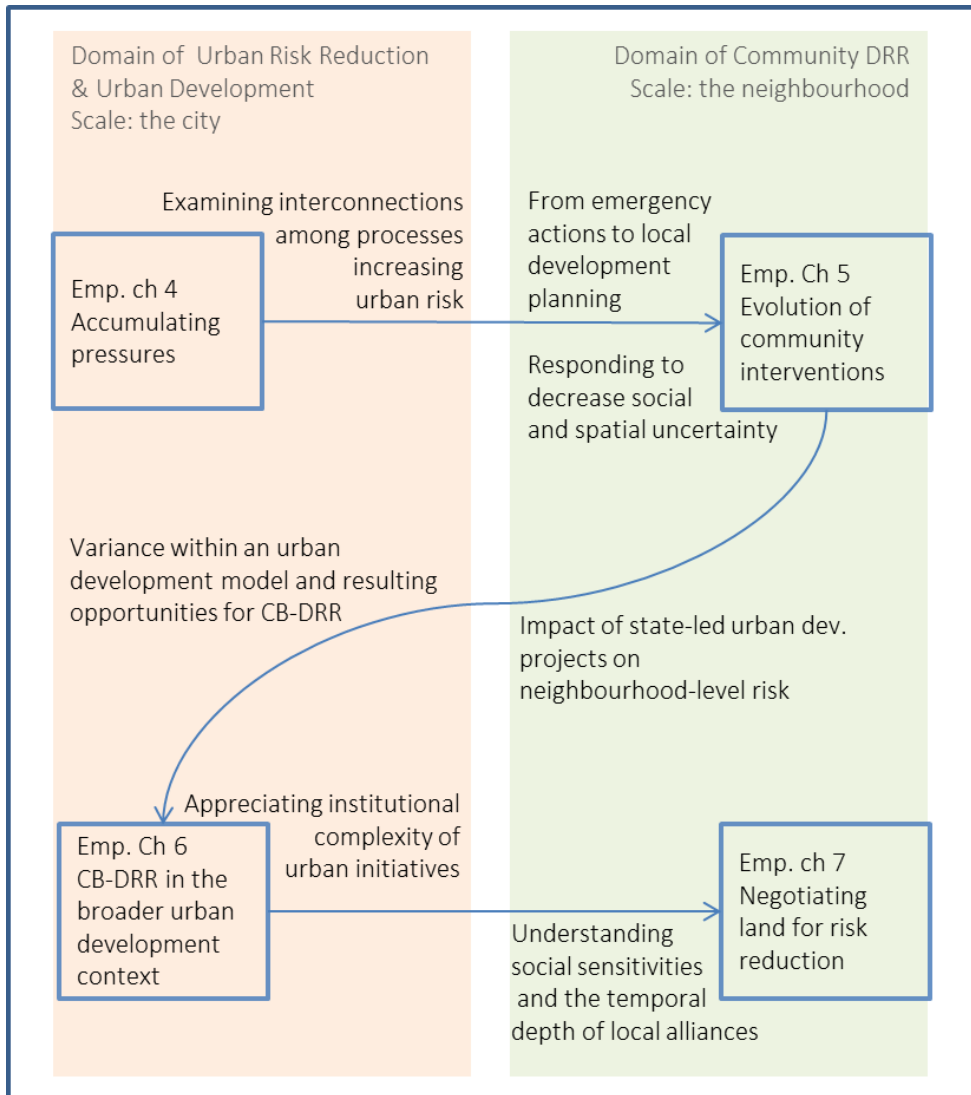 Domain of Urban Risk Reduction
& Urban Development
Scale: the city
Domain of Community DRR
Scale: the neighbourhood
Examining interconnections
among processes
increasing
urban risk
From emergency
actions to local
development
planning
Emp. ch 4
Accumulating
pressures
Emp. Ch 5
Evolution of
community
interventions
Responding to
decrease social
and spatial uncertainty
Variance within an urban
development model and resulting
opportunities for CB-DRR
Impact of state-led urban dev.
projects on
neighbourhood-level risk
Appreciating institutional
complexity of
urban initiatives
Emp. Ch 6
CB-DRR in the
broader urban
development
context
Emp. ch 7
Negotiating
land for risk
reduction
Understanding
social sensitivities
and the temporal
depth of local alliances